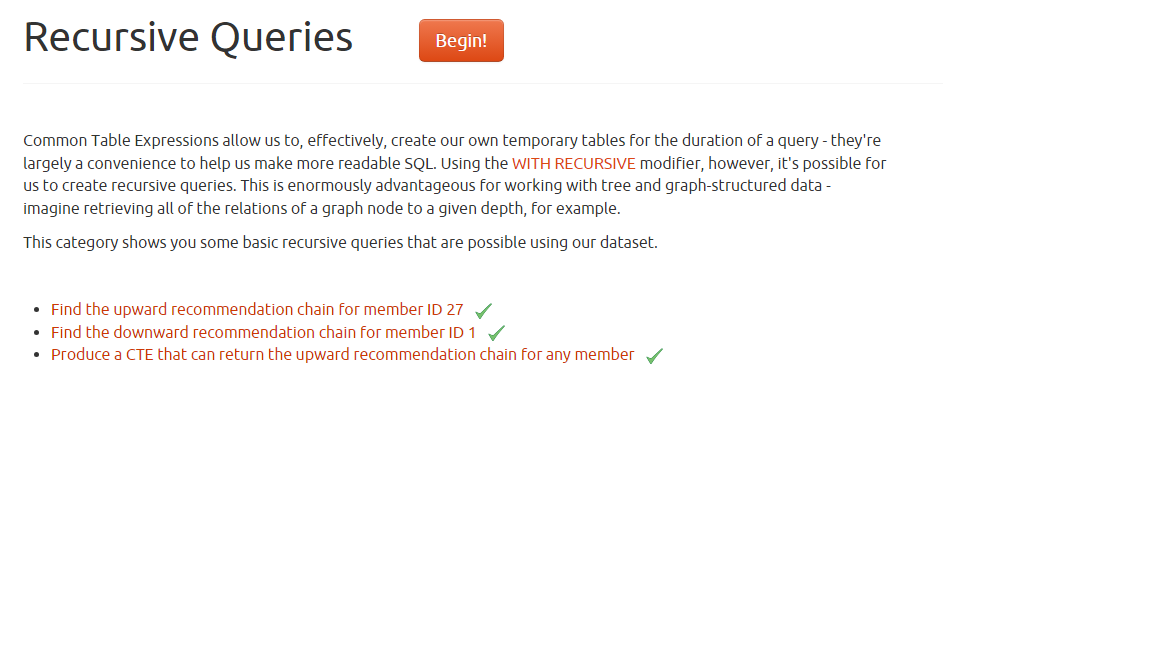 Recursive Queries
Begin!
Common Table Expressions allow us to, effectively, create our own temporary tables for the duration of a query - they're
largely a convenience to help us make more readable SQL. Using the WITH RECURSIVE modifier, however, it's possible for
us to create recursive queries. This is enormously advantageous for working with tree and graph-structured data -
imagine retrieving all of the relations of a graph node to a given depth, for example.
This category shows you some basic recursive queries that are possible using our dataset.
Find the upward recommendation chain for member ID 27
Find the downward recommendation chain for member ID 1
Produce a CTE that can return the upward recommendation chain for any member